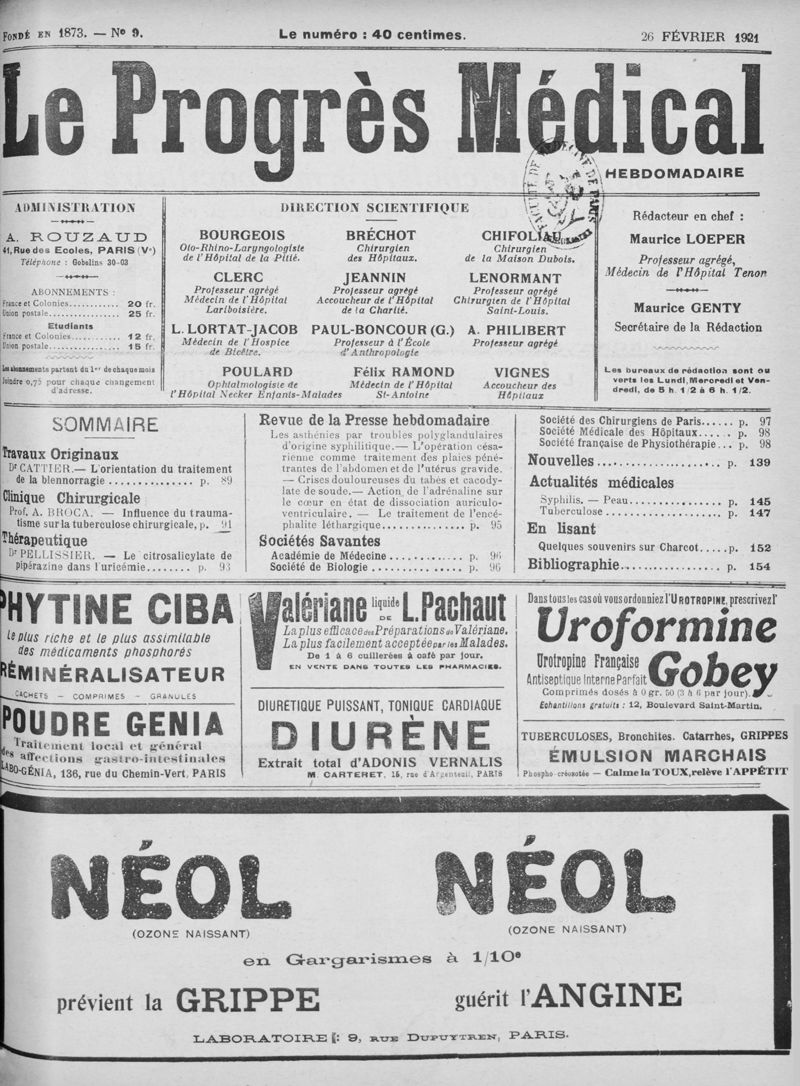 FONDÉ EN 1873. — No 9.
Le numéro : 40 centimes.
26 FÉVRIER 1921
Le Progrès Médical
HEBDOMADAIRE
FACULTÉ DE MÉDECINE DE PARIS
ADMINISTRATION
A. ROUZAUD
41, Rue des Ecoles, PARIS (Ve)
Téléphone : Gobelins 30-03
ABONNEMENTS :
France et Colonies............ 20 fr.
Union postale.................. 25 fr.
Etudiants
France et Colonies............ 12 fr.
Union postale.................. 15 fr.
Les abonnements partent du 1er de chaque mois
Joindre 0,75 pour chaque changement
d'adresse.
DIRECTION SCIENTIFIQUE
BOURGEOIS
Oto-Rhino-Laryngologiste
de l'Hôpital de la Pitié.
BRÉCHOT
Chirurgien
des Hôpitaux.
CHIFOLIAU
Chirurgien
de la Maison Dubois.
CLERC
Professeur agrégé
Médecin de l'Hôpital
Lariboisière.
JEANNIN
Professeur agrégé
Accoucheur de l'Hôpital
de la Charité.
LENORMANT
Professeur agrégé
Chirurgien de l'Hôpital
Saint-Louis.
L. LORTAT-JACOB
Médecin de l'Hospice
de Bicêtre.
PAUL-BONCOUR (G.)
Professeur à l'École
d'Anthropologie
A. PHILIBERT
Professeur agrégé
POULARD
Ophtalmologiste de
l'Hôpital Necker Enfants-Malades
Félix RAMOND
Médecin de l'Hôpital
St-Antoine
VIGNES
Accoucheur des
Hôpitaux
Rédacteur en chef :
Maurice LOEPER
Professeur agrégé,
Médecin de l'Hôpital Tenon
Maurice GENTY
Secrétaire de la Rédaction
Les bureaux de rédaction sont ou
verts les Lundi, Mercredi et Ven-
dredi, de 5 h. 1/2 à 6 h. 1/2.
SOMMAIRE
Travaux Originaux
Dr CATTIER.— L'orientation du traitement
de la blennorragie ............... p. 89
Clinique Chirurgicale
Prof. A. BROCA. — Influence du trauma-
tisme sur la tuberculose chirurgicale, p. 91
Thérapeutique
Dr PELLISSIER. — Le citrosalicylate de
pipérazine dans l'uricémie........ p. 93
Revue de la Presse hebdomadaire
Les asthénies par troubles polyglandulaires
d'origine syphilitique.— L'opération césa-
rienne comme traitement des plaies péné-
trantes de l'abdomen et de l'utérus gravide.
— Crises douloureuses du tabès et cacody-
late de soude.— Action de l'adrénaline sur
le cœur en état de dissociation auriculo-
ventriculaire. — Le traitement de l'encé-
phalite léthargique............... p. 95
Sociétés Savantes
Académie de Médecine............. p. 96
Société de Biologie............... p. 96
Société des Chirurgiens de Paris...... p. 97
Société Médicale des Hôpitaux...... p. 98
Société française de Physiothérapie... p. 98
Nouvelles........................ p. 139
Actualités médicales
Syphilis. — Peau................. p. 145
Tuberculose...................... p. 147
En lisant
Quelques souvenirs sur Charcot.....p. 152
Bibliographie.................... p. 154
PHYTINE CIBA
Le plus riche et le plus assimilable
des médicaments phosphorés
RÉMINÉRALISATEUR
CACHETS — COMPRIMES — GRANULES
POUDRE GENIA
Traitement local et général
des affections gastro-intestinales
LABO-GÉNIA, 136, rue du Chemin-Vert, PARIS
Valériane liquide DE L. Pachaut
La plus efficace des Préparations de Valériane.
La plus facilement acceptée par les Malades.
De 1 à 6 cuillerées à café par jour.
EN VENTE DANS TOUTES LES PHARMACIES.
DIURETIQUE PUISSANT, TONIQUE CARDIAQUE
DIURÈNE
Extrait total d'ADONIS VERNALIS
M. CARTERET, 15, rue d'Argenteuil, PARIS
Dans tous les cas où vous ordonniez l'UROTROPINE, prescrivez l'
Uroformine
Urotropine Française
Antiseptique Interne Parfait
Gobey
Comprimés dosés à 0 gr. 50 (3 à 6 par jour).
Échantillons gratuits : 12, Boulevard Saint-Martin.
TUBERCULOSES, Bronchites. Catarrhes, GRIPPES
ÉMULSION MARCHAIS
Phospho-créosotée — Calme la TOUX, relève l'APPÉTIT
NÉOL
(OZONE NAISSANT)
NÉOL
(OZONE NAISSANT)
en Gargarismes à 1/10e
prévient la GRIPPE
guérit l'ANGINE
LABORATOIRE : 9, RUE DUPUYTREN, PARIS.